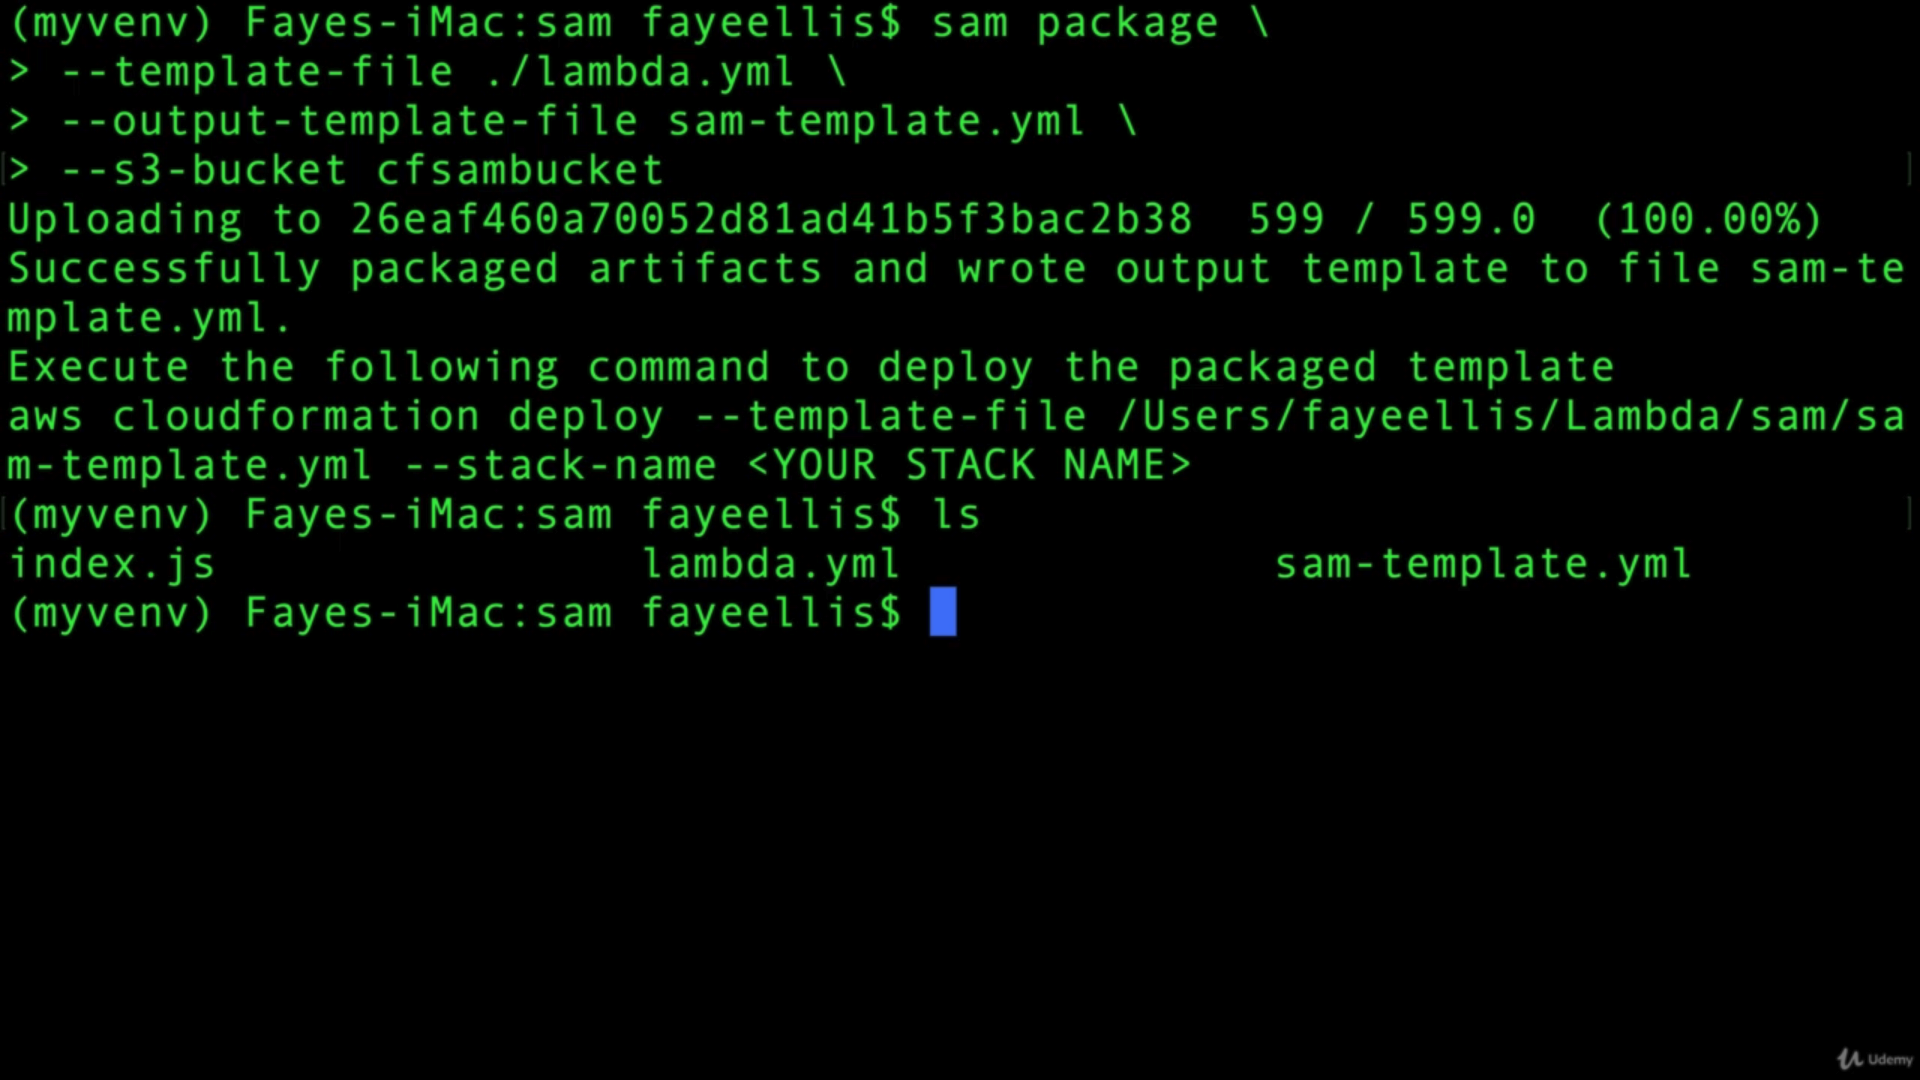 (myvenv) Fayes-iMac:sam fayeellis$ sam package \
> --template-file ./lambda.yml \
> --output-template-file sam-template.yml \
> --s3-bucket cfsambucket
Uploading to 26eaf460a70052d81ad41b5f3bac2b38  599 / 599.0  (100.00%)
Successfully packaged artifacts and wrote output template to file sam-te
mplate.yml.
Execute the following command to deploy the packaged template
aws cloudformation deploy --template-file /Users/fayeellis/Lambda/sam/sa
m-template.yml --stack-name <YOUR STACK NAME>
(myvenv) Fayes-iMac:sam fayeellis$ ls
index.js lambda.yml sam-template.yml
(myvenv) Fayes-iMac:sam fayeellis$
Udemy